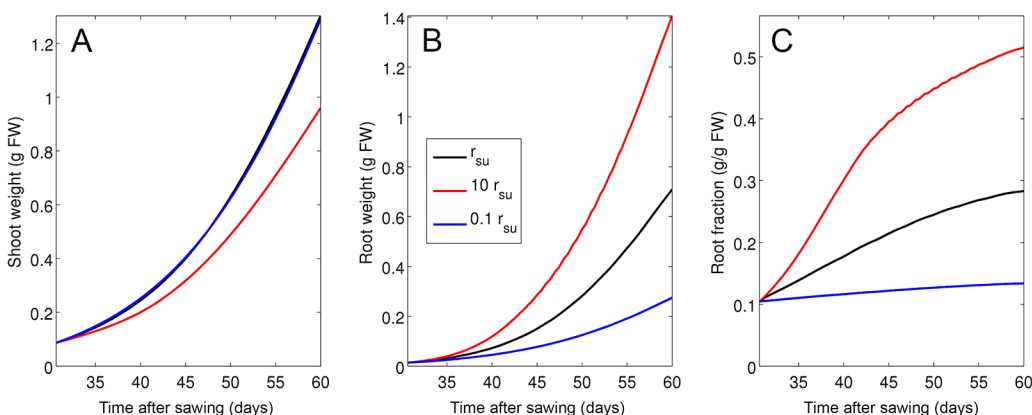 A
Shoot weight (g FW)
1.2
1
0.8
0.6
0.4
0.2
0
35 40 45 50 55 60
Time after sawing (days)
B
Root weight (g FW)
1.4
1.2
1
0.8
0.6
0.4
0.2
0
r su
10 r su
0.1 r su
35 40 45 50 55 60
Time after sawing (days)
C
Root fraction (g/g FW)
0.5
0.4
0.3
0.2
0.1
0
35 40 45 50 55 60
Time after sawing (days)